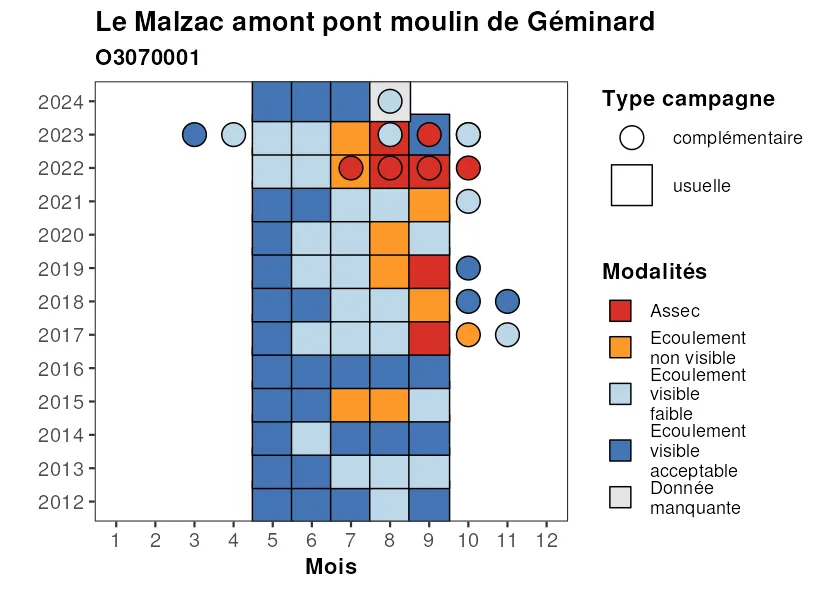 Le Malzac amont pont moulin de Géminard
O3070001
2024
2023
2022
2021
2020
2019
2018
2017
2016
2015
2014
2013
2012
1 2 3 4 5 6 7 8 9 10 11 12
Mois
Type campagne
complémentaire
usuelle
Modalités
Assec
Ecoulement
non visible
Ecoulement
visible
faible
Ecoulement
visible
acceptable
Donnée
manquante